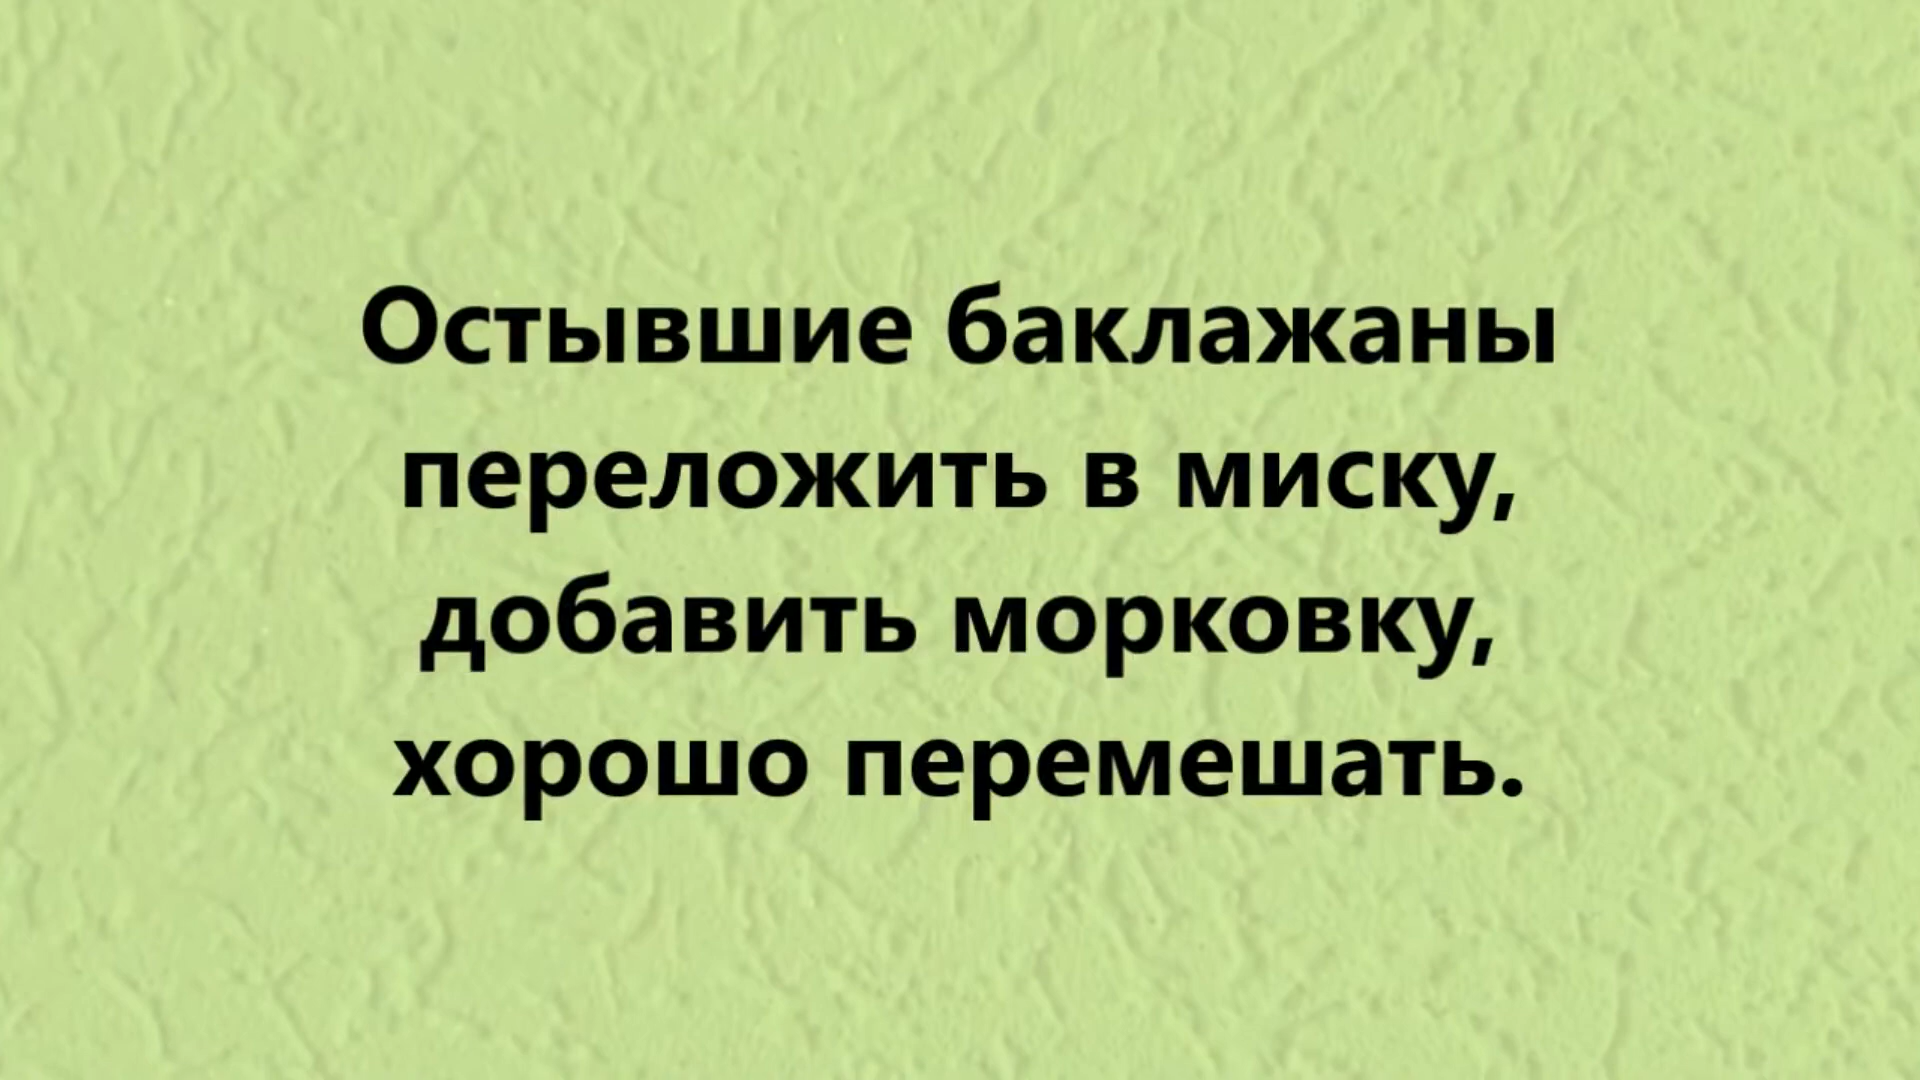 Остывшие баклажаны
переложить в миску,
добавить морковку,
хорошо перемешать.